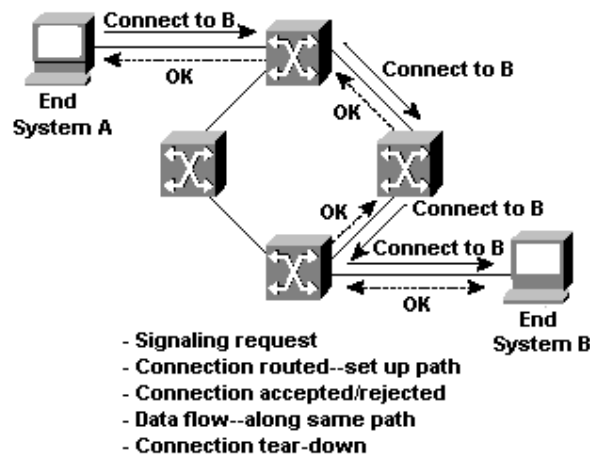 Connect to B
OK
End
System A
Connect to B
OK
OK
Connect to B
Connect to B
OK
End
System B
- Signaling request
- Connection routed--set up path
- Connection accepted/rejected
- Data flow--along same path
- Connection tear-down